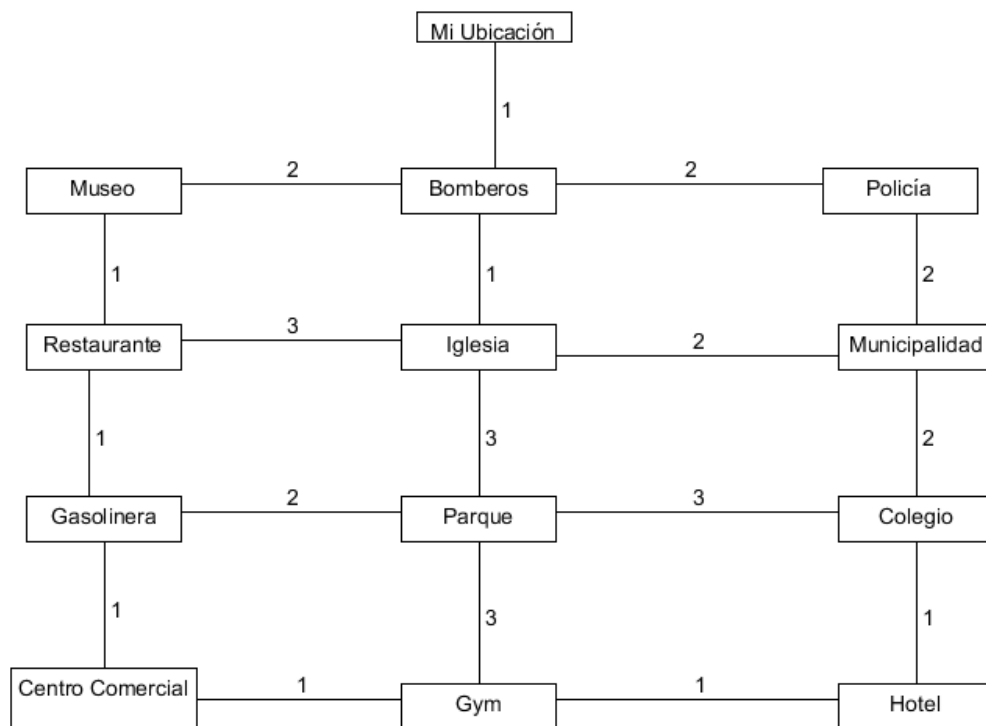 Mi Ubicación
1
2
2
Museo
Bomberos
Policía
1
1
2
3
2
Restaurante
Iglesia
Municipalidad
1
3
2
2
3
Gasolinera
Parque
Colegio
1
3
1
1
1
Centro Comercial
Gym
Hotel